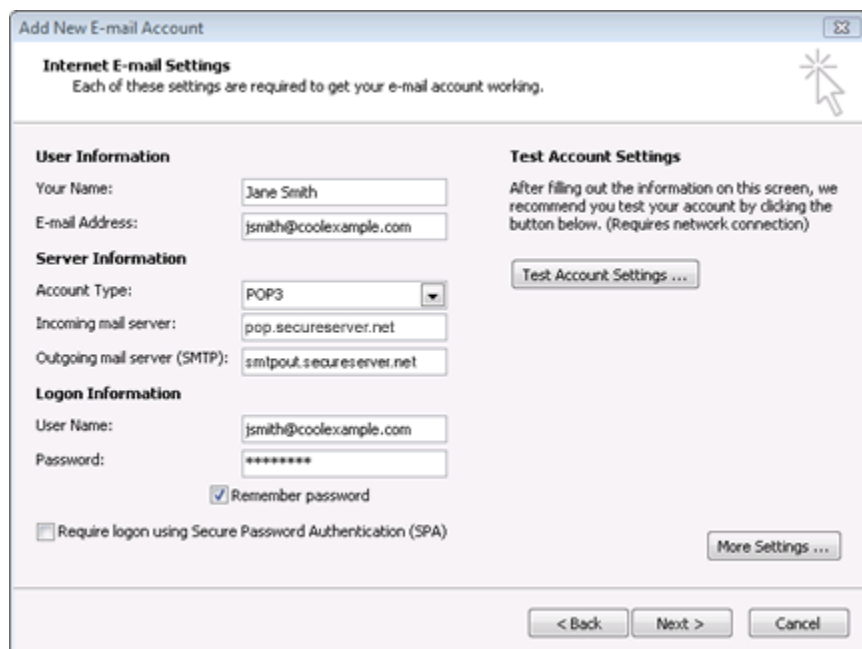 Add New E-mail Account
Internet E-mail Settings
Each of these settings are required to get your e-mail account working.
User Information
Your Name: Jane Smith
E-mail Address: jsmith@coolexample.com
Server Information
Account Type: POP3
Incoming mail server: pop.secureserver.net
Outgoing mail server (SMTP): smtpout.secureserver.net
Logon Information
User Name: jsmith@coolexample.com
Password: ********
Remember password
Require logon using Secure Password Authentication (SPA)
Test Account Settings
After filling out the information on this screen, we
recommend you test your account by clicking the
button below. (Requires network connection)
Test Account Settings ...
More Settings ...
< Back
Next >
Cancel